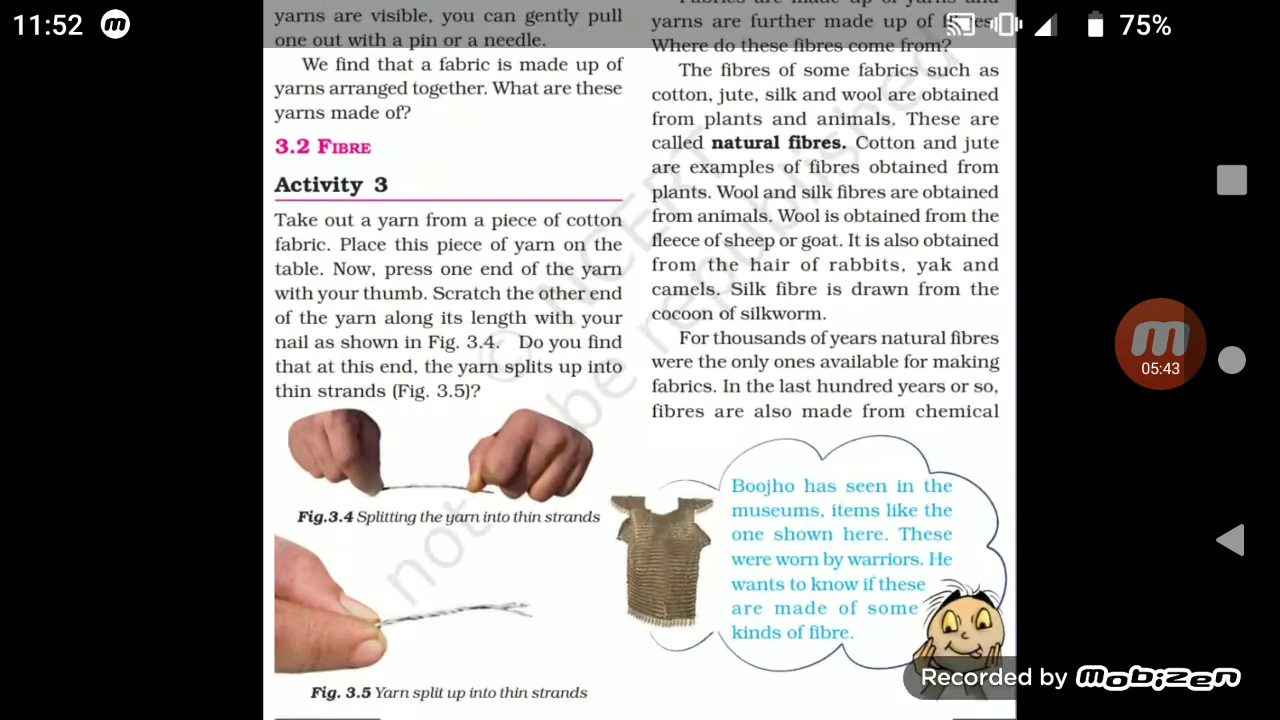 11:52
75%
yarns are visible, you can gently pull
one out with a pin or a needle.
We find that a fabric is made up of
yarns arranged together. What are these
yarns made of?
3.2 FIBRE
Activity 3
Take out a yarn from a piece of cotton
fabric. Place this piece of yarn on the
table. Now, press one end of the yarn
with your thumb. Scratch the other end
of the yarn along its length with your
nail as shown in Fig. 3.4. Do you find
that at this end, the yarn splits up into
thin strands (Fig. 3.5)?
Fig.3.4 Splitting the yarn into thin strands
Fig. 3.5 Yarn split up into thin strands
yarns are further made up of
Where do these fibres come from?
The fibres of some fabrics such as
cotton, jute, silk and wool are obtained
from plants and animals. These are
called natural fibres. Cotton and jute
are examples of fibres obtained from
plants. Wool and silk fibres are obtained
from animals. Wool is obtained from the
fleece of sheep or goat. It is also obtained
from the hair of rabbits, yak and
camels. Silk fibre is drawn from the
cocoon of silkworm.
For thousands of years natural fibres
were the only ones available for making
fabrics. In the last hundred years or so,
fibres are also made from chemical
Boojho has seen in the
museums, items like the
one shown here. These
were worn by warriors. He
wants to know if these
are made of some
kinds of fibre.
© NCERT
not be republished
05:43
Recorded by Mobizen